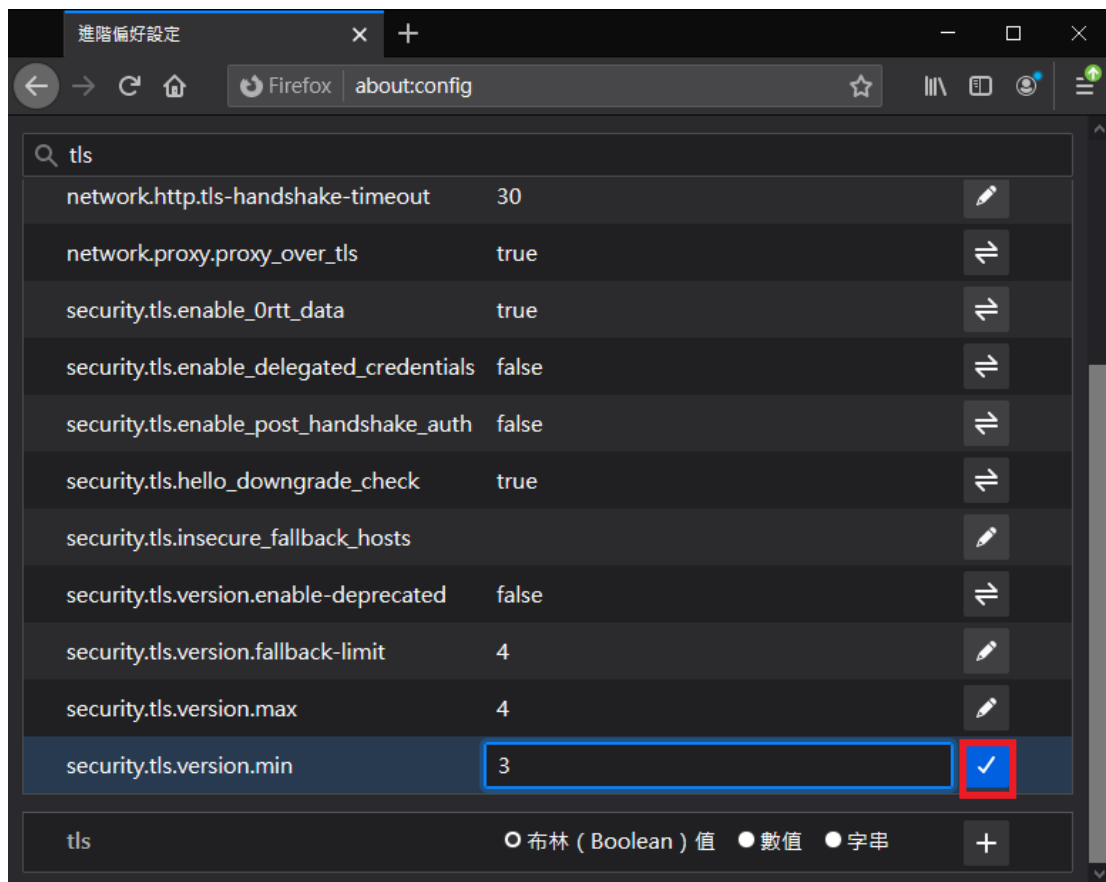 進階偏好設定
Firefox about:config
tls
network.http.tls-handshake-timeout 30
network.proxy.proxy_over_tls true
security.tls.enable_0rtt_data true
security.tls.enable_delegated_credentials false
security.tls.enable_post_handshake_auth false
security.tls.hello_downgrade_check true
security.tls.insecure_fallback_hosts
security.tls.version.enable-deprecated false
security.tls.version.fallback-limit 4
security.tls.version.max 4
security.tls.version.min 3
tls 布林 ( Boolean ) 值 數值 字串